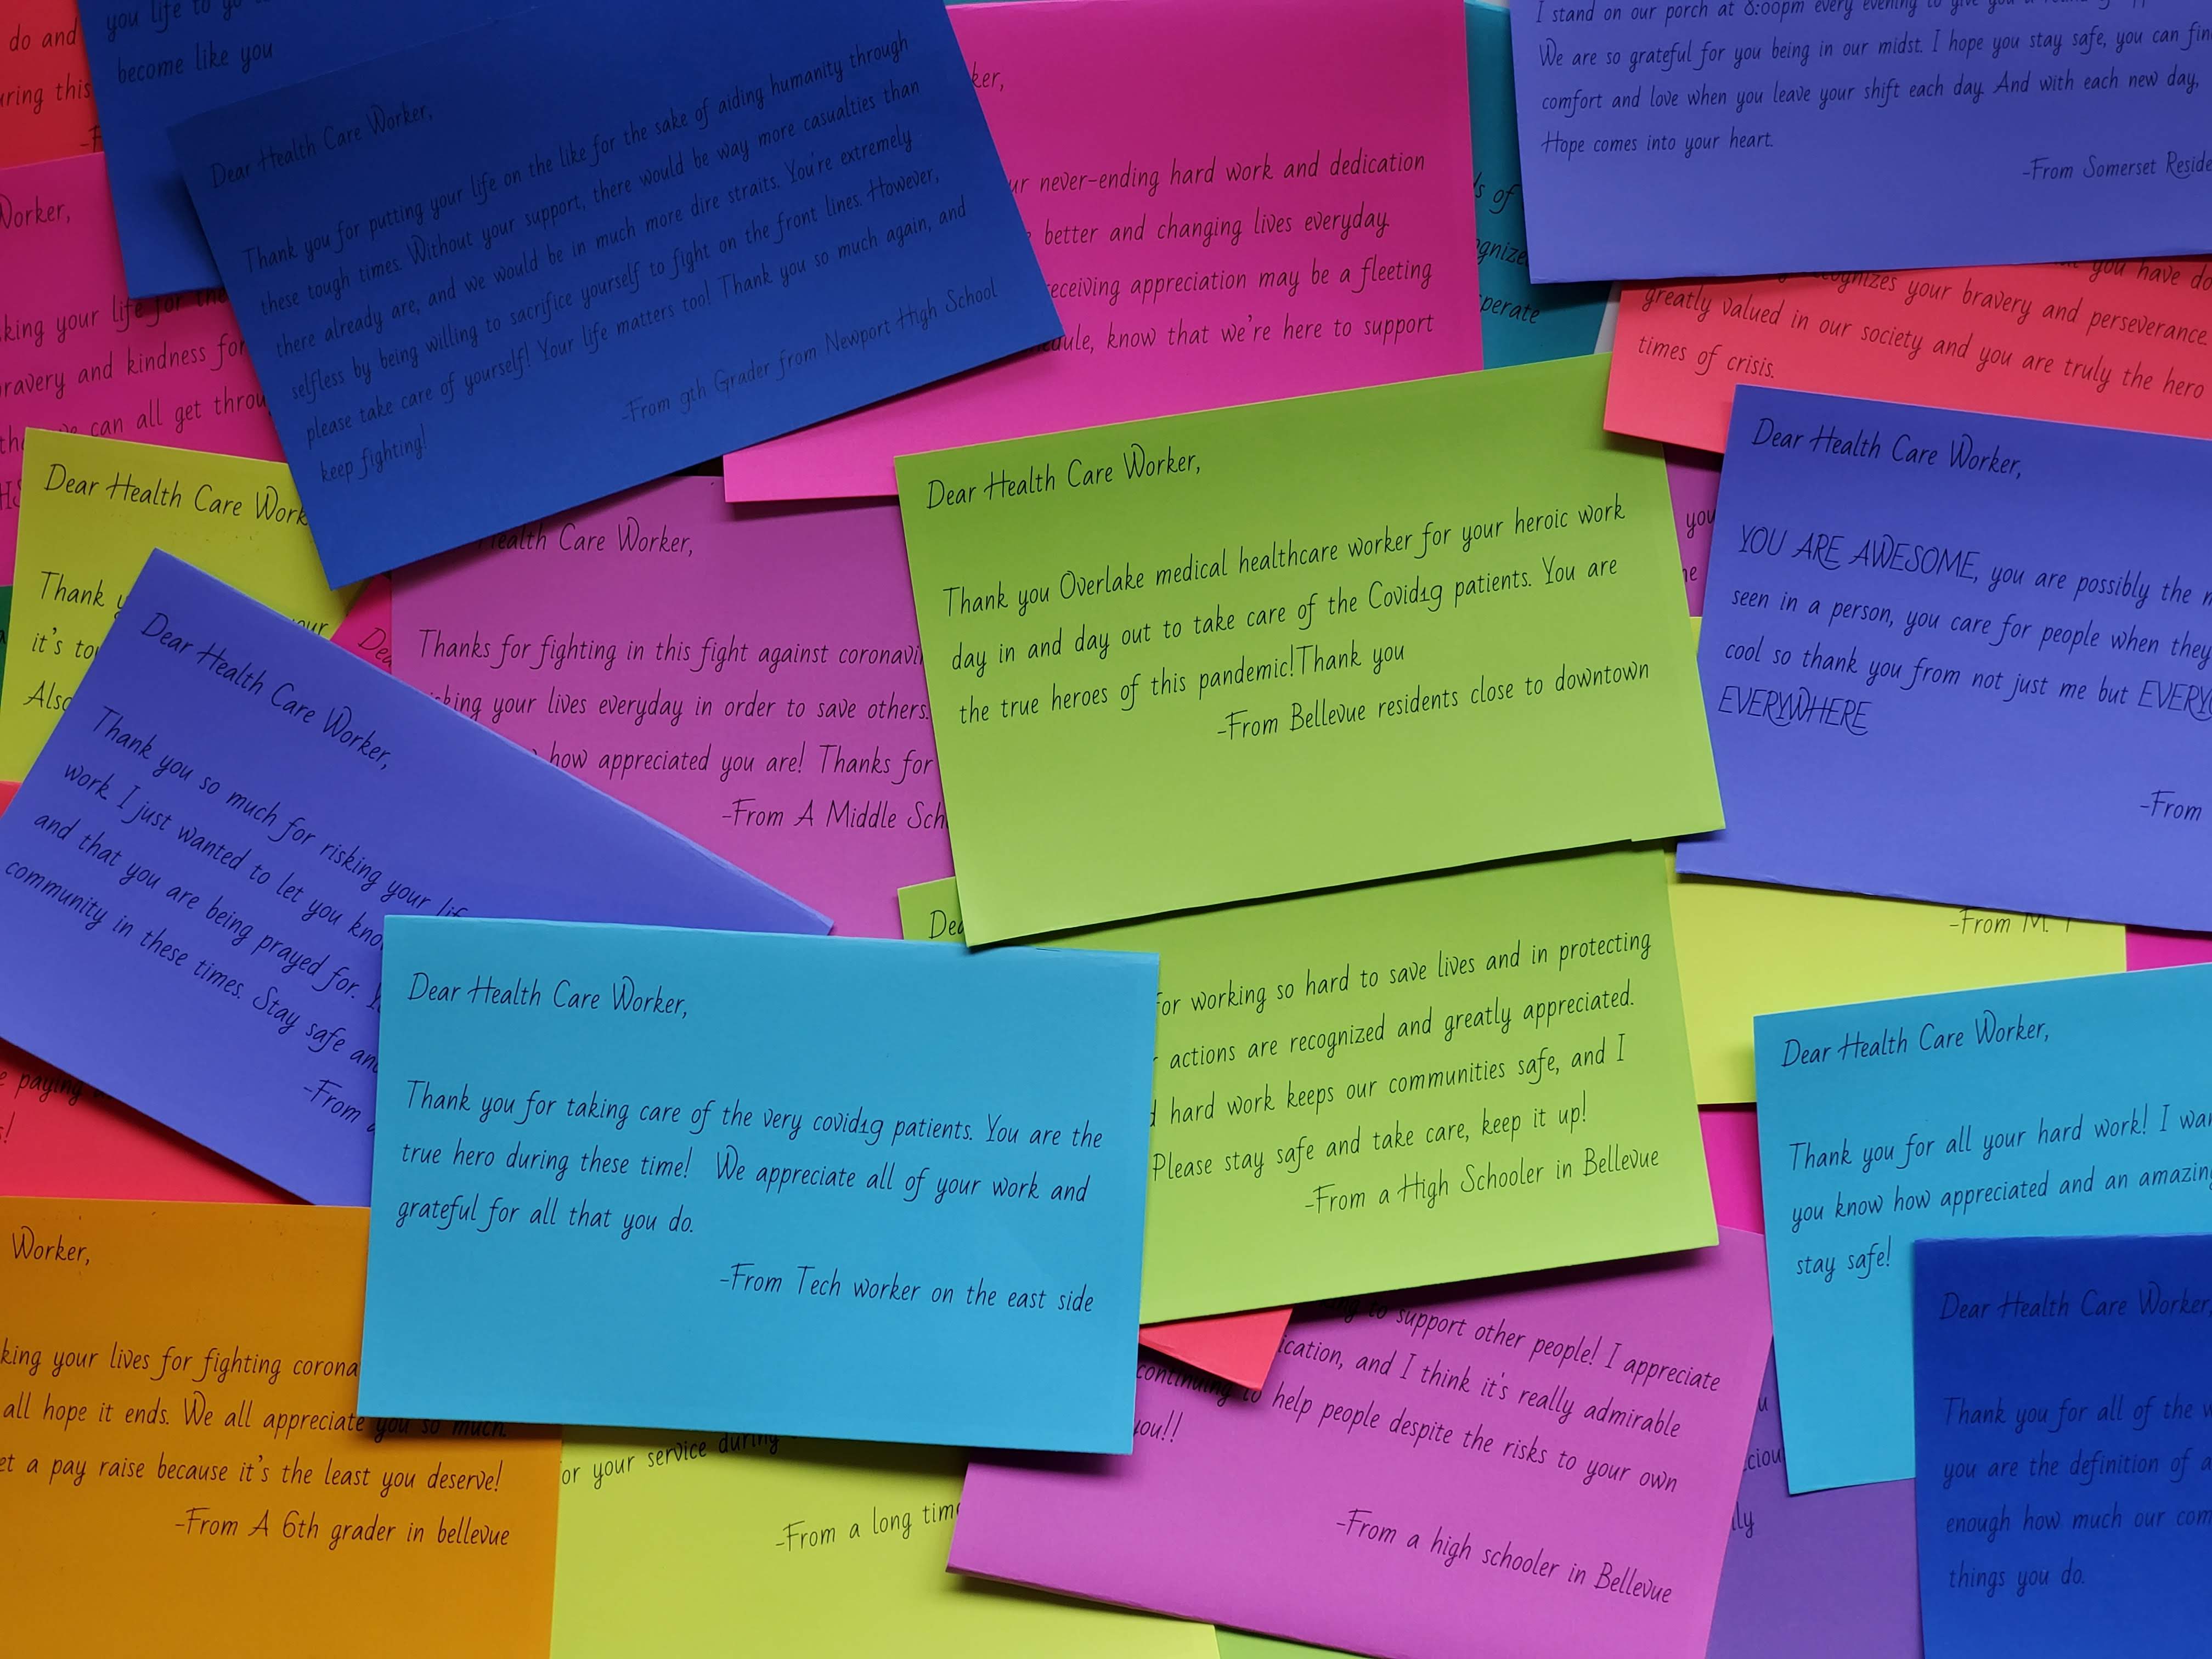 do and
uring this
you life to go
become like you
Dear Health Care Worker,
Thank you for putting your life on the like for the sake of aiding humanity through
these tough times. Without your support, there would be way more casualties than
there already are, and we would be in much more dire straits. You're extremely
selfless by being willing to sacrifice yourself to fight on the front lines. However,
please take care of yourself! Your life matters too! Thank you so much again, and
keep fighting!
-From 9th Grader from Newport High School
ker,
ur never-ending hard work and dedication
better and changing lives everyday.
eceiving appreciation may be a fleeting
edule, know that we're here to support
s of
gnize
perate
I stand on our porch at 8:00pm every evening to give you a
We are so grateful for you being in our midst. I hope you stay safe, you can fin
comfort and love when you leave your shift each day. And with each new day,
Hope comes into your heart.
-From Somerset Reside
you have do
ognizes your bravery and perseverance.
greatly valued in our society and you are truly the hero
times of crisis.
Worker,
king your life for the
ravery and kindness for
we can all get throu
Dear Health Care Work
Thank y
our
it's to
Also
Dea
Health Care Worker,
Thanks for fighting in this fight against coronavi
king your lives everyday in order to save others.
how appreciated you are! Thanks for
-From A Middle Sch
Dear Health Care Worker,
Thank you Overlake medical healthcare worker for your heroic work
day in and day out to take care of the Covid19 patients. You are
the true heroes of this pandemic!Thank you
-From Bellevue residents close to downtown
you
Dear Health Care Worker,
YOU ARE AWESOME, you are possibly the
seen in a person, you care for people when they
cool so thank you from not just me but EVERY
EVERYWHERE
-From
-From M.
Dear Health Care Worker,
Thank you so much for risking your lif
work. I just wanted to let you kno
and that you are being prayed for. Y
community in these times. Stay safe an
-From a
paying
Dear Health Care Worker,
Thank you for taking care of the very covid19 patients. You are the
true hero during these time! We appreciate all of your work and
grateful for all that you do.
-From Tech worker on the east side
Dea
for working so hard to save lives and in protecting
actions are recognized and greatly appreciated.
d hard work keeps our communities safe, and I
Please stay safe and take care, keep it up!
-From a High Schooler in Bellevue
Dear Health Care Worker,
Thank you for all your hard work! I wa
you know how appreciated and an amazin
stay safe!
Worker,
king your lives for fighting corona
all hope it ends. We all appreciate you so much.
et a pay raise because it's the least you deserve!
-From A 6th grader in bellevue
or your service during
-From a long time
to support other people! I appreciate
ication, and I think it's really admirable
continuing to help people despite the risks to your own
you!!
-From a high schooler in Bellevue
ciou
lly
Dear Health Care Worker,
Thank you for all of the w
you are the definition of a
enough how much our com
things you do.